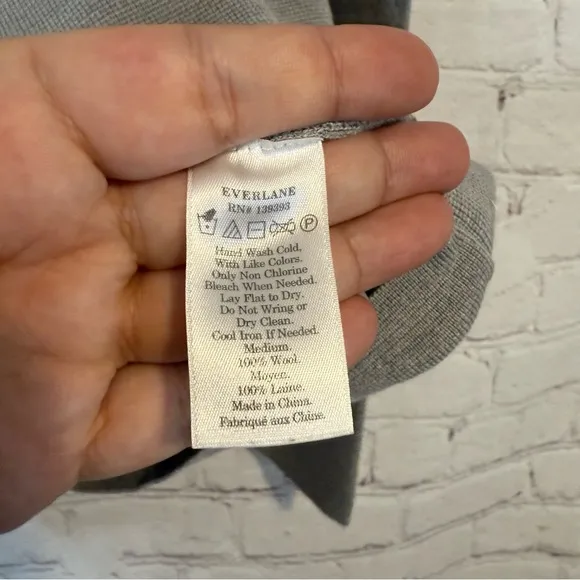 EVERLANE
RN# 139393
Hand Wash Cold,
With Like Colors.
Only Non Chlorine
Bleach When Needed.
Lay Flat to Dry.
Do Not Wring or
Dry Clean.
Cool Iron If Needed.
Medium.
100% Wool.
Moyen.
100% Laine.
Made in China.
Fabriqué aux Chine.